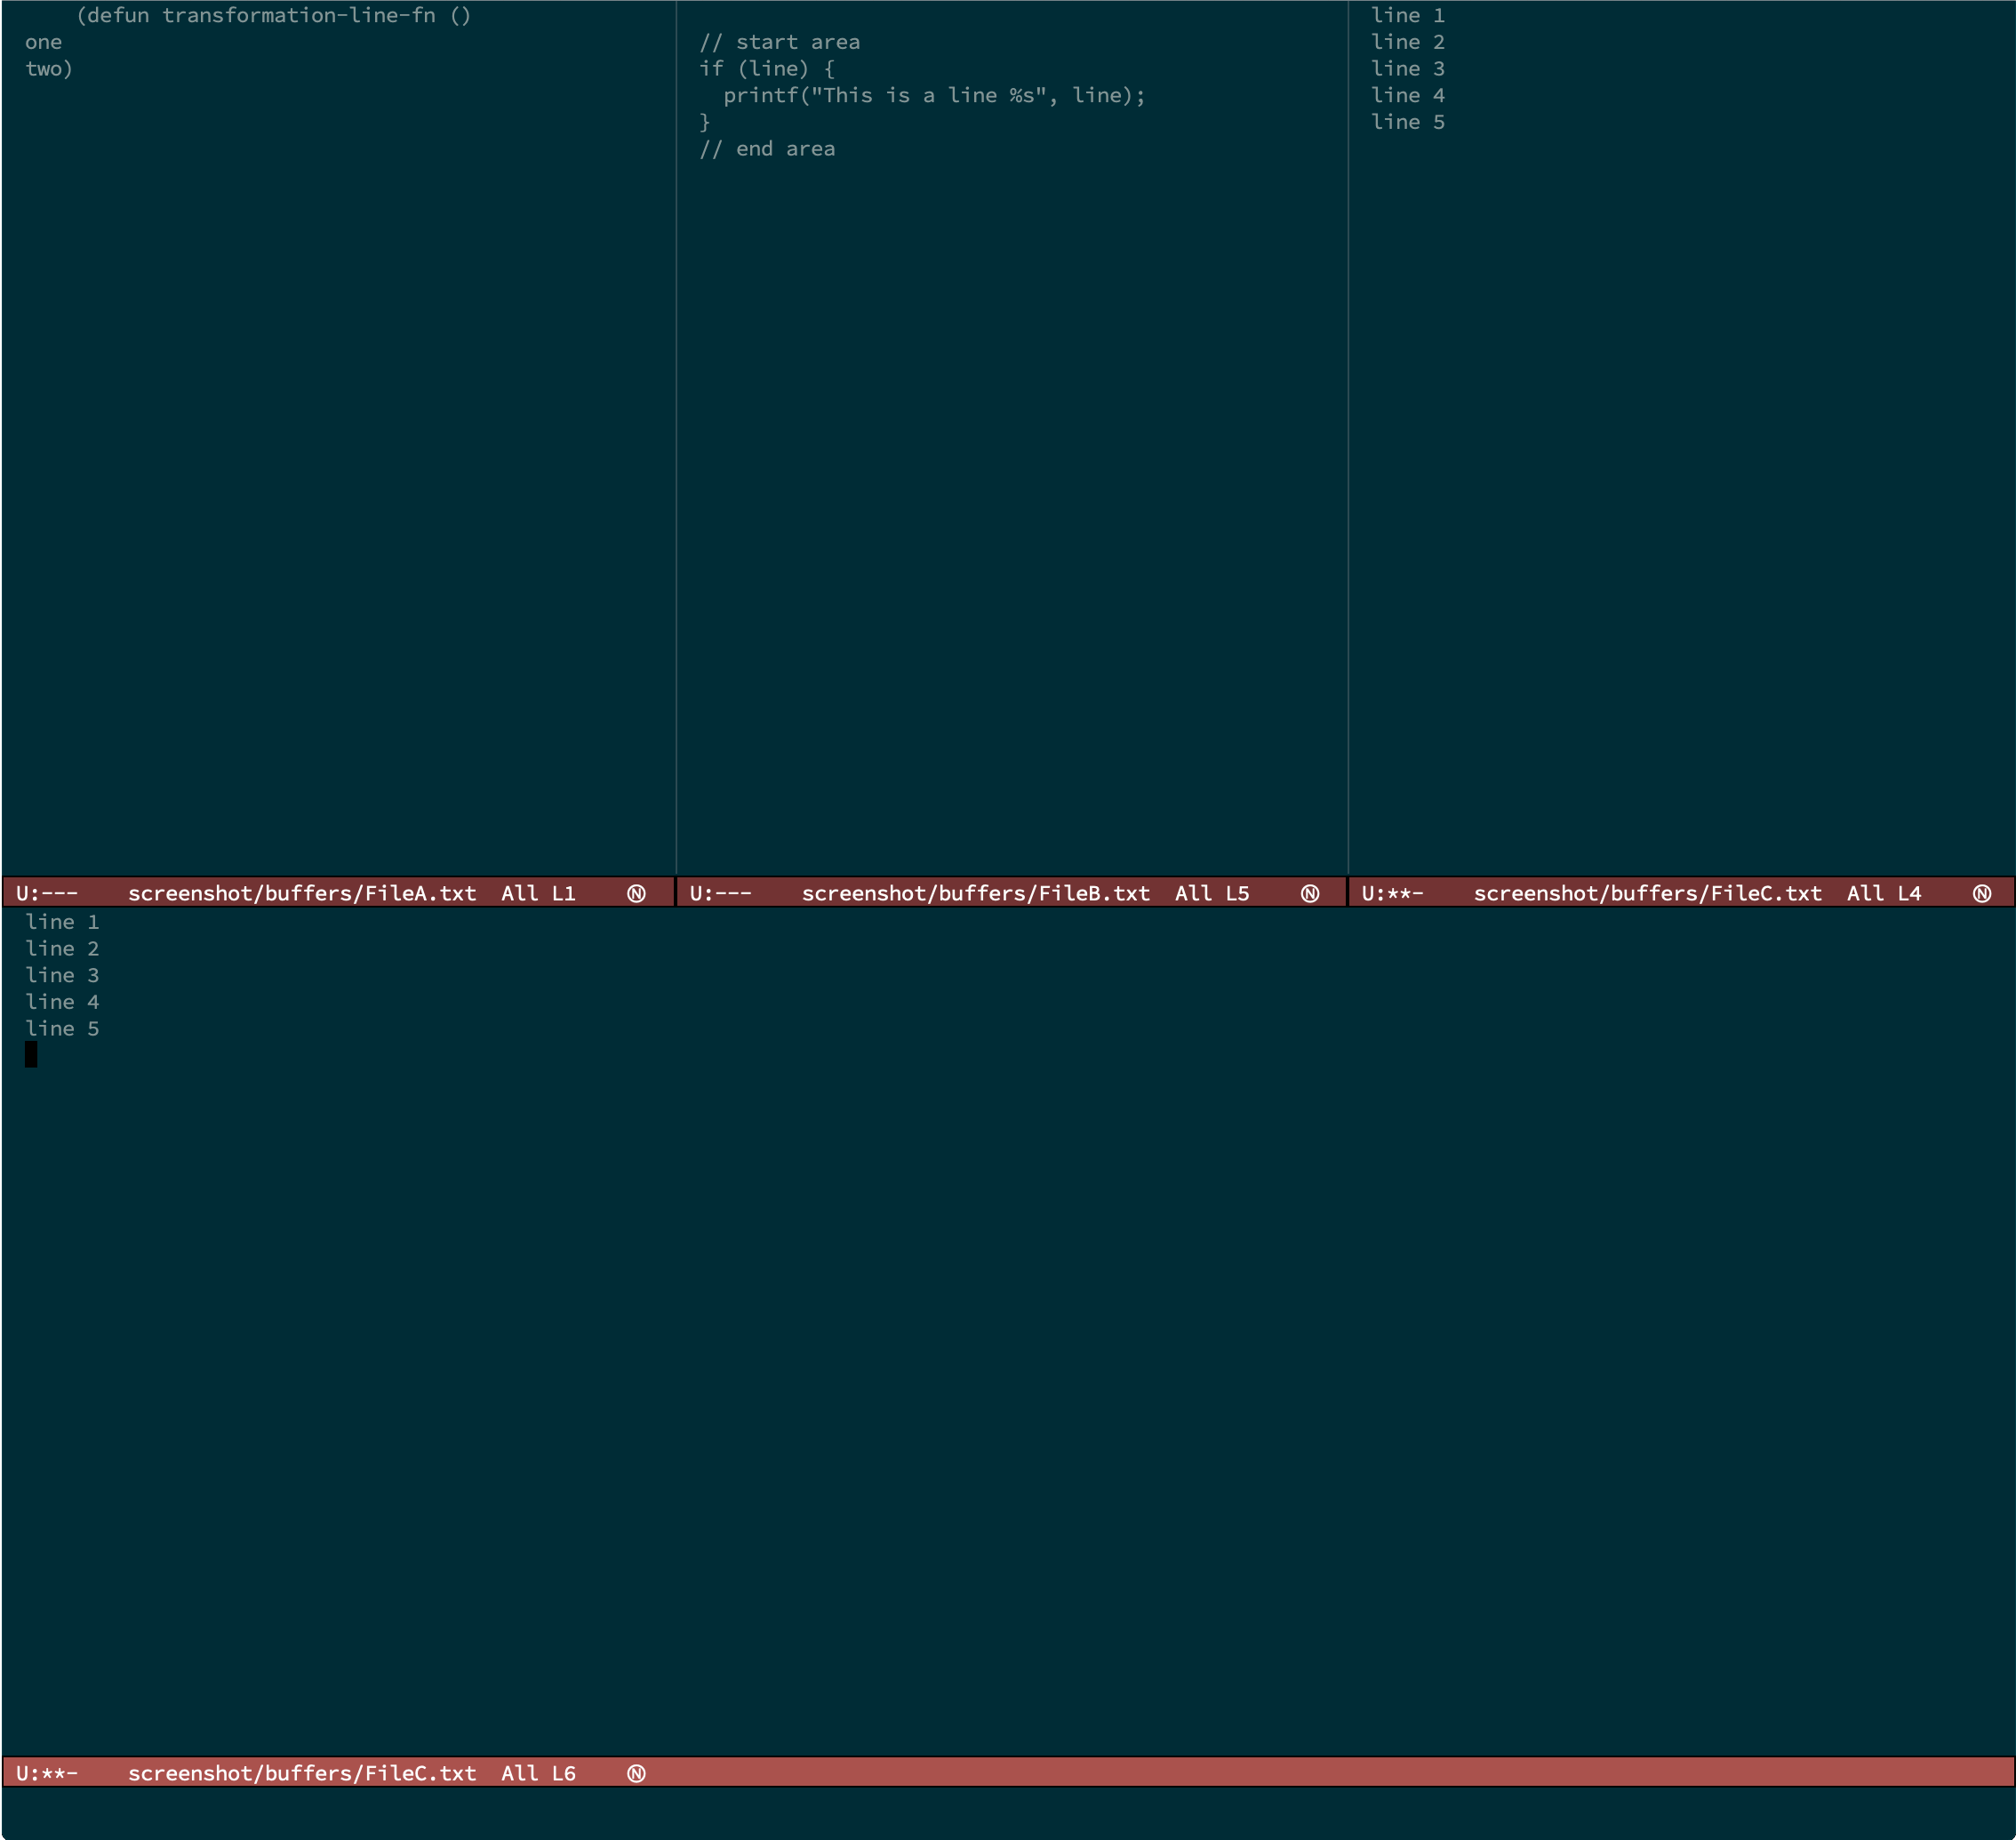 (defun transformation-line-fn ()
one
two)
U:---    screenshot/buffers/FileA.txt  All L1    Ⓝ
// start area
if (line) {
  printf("This is a line %s", line);
}
// end area
U:---    screenshot/buffers/FileB.txt  All L5    Ⓝ
line 1
line 2
line 3
line 4
line 5
U:**-    screenshot/buffers/FileC.txt  All L4    Ⓝ
line 1
line 2
line 3
line 4
line 5
U:**-    screenshot/buffers/FileC.txt  All L6    Ⓝ